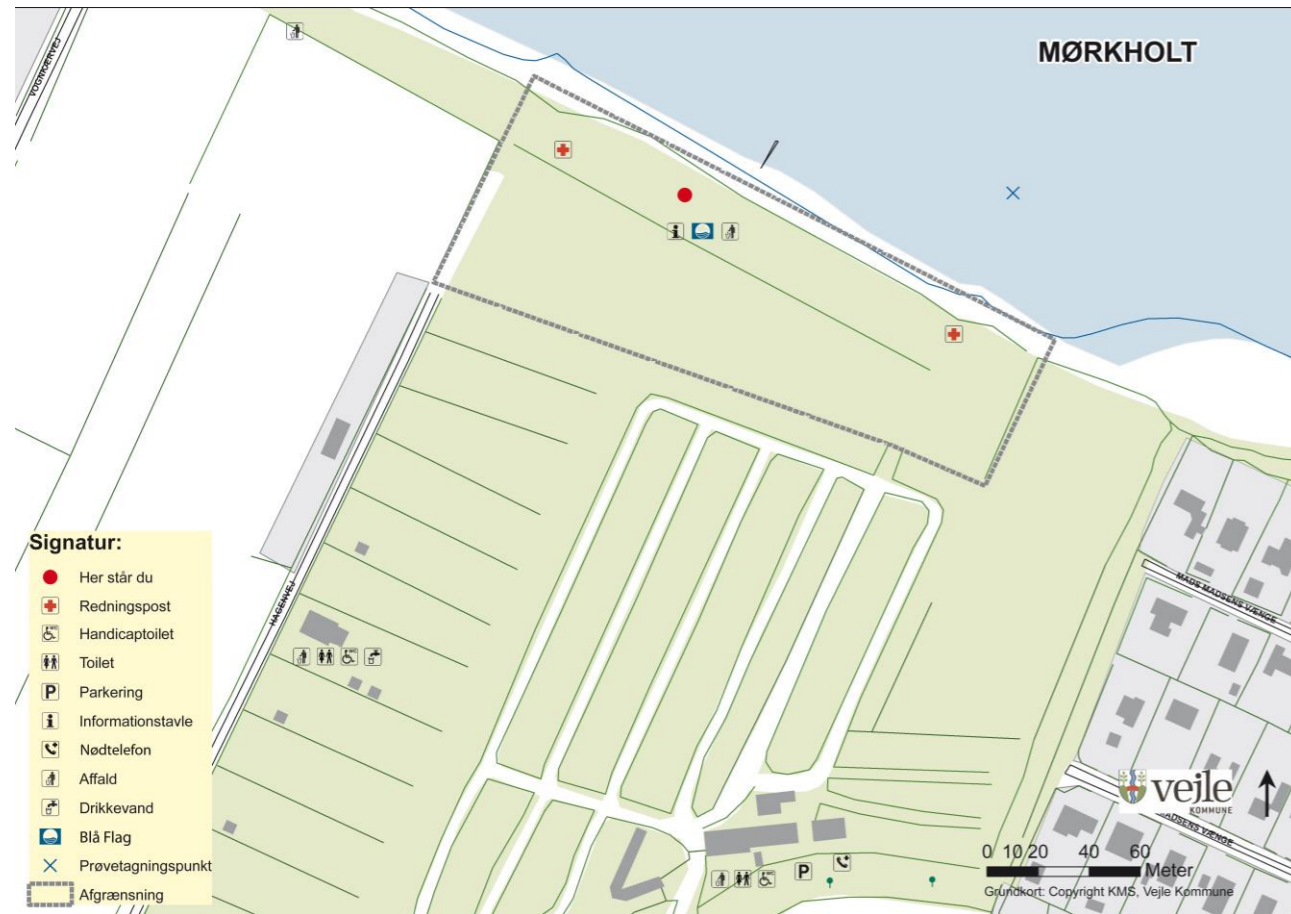 MØRKHOLT
VOGNKÆRVEJ
HAGENVEJ
MADS MADSENS VÆNGE
MADSENS VÆNGE
Signatur:
Her står du
Redningspost
Handicaptoilet
Toilet
P Parkering
Informationstavle
Nødtelefon
Affald
Drikkevand
Blå Flag
Prøvetagningspunkt
Afgrænsning
P
vejle
KOMMUNE
0 10 20 40 60
Meter
Grundkort: Copyright KMS, Vejle Kommune